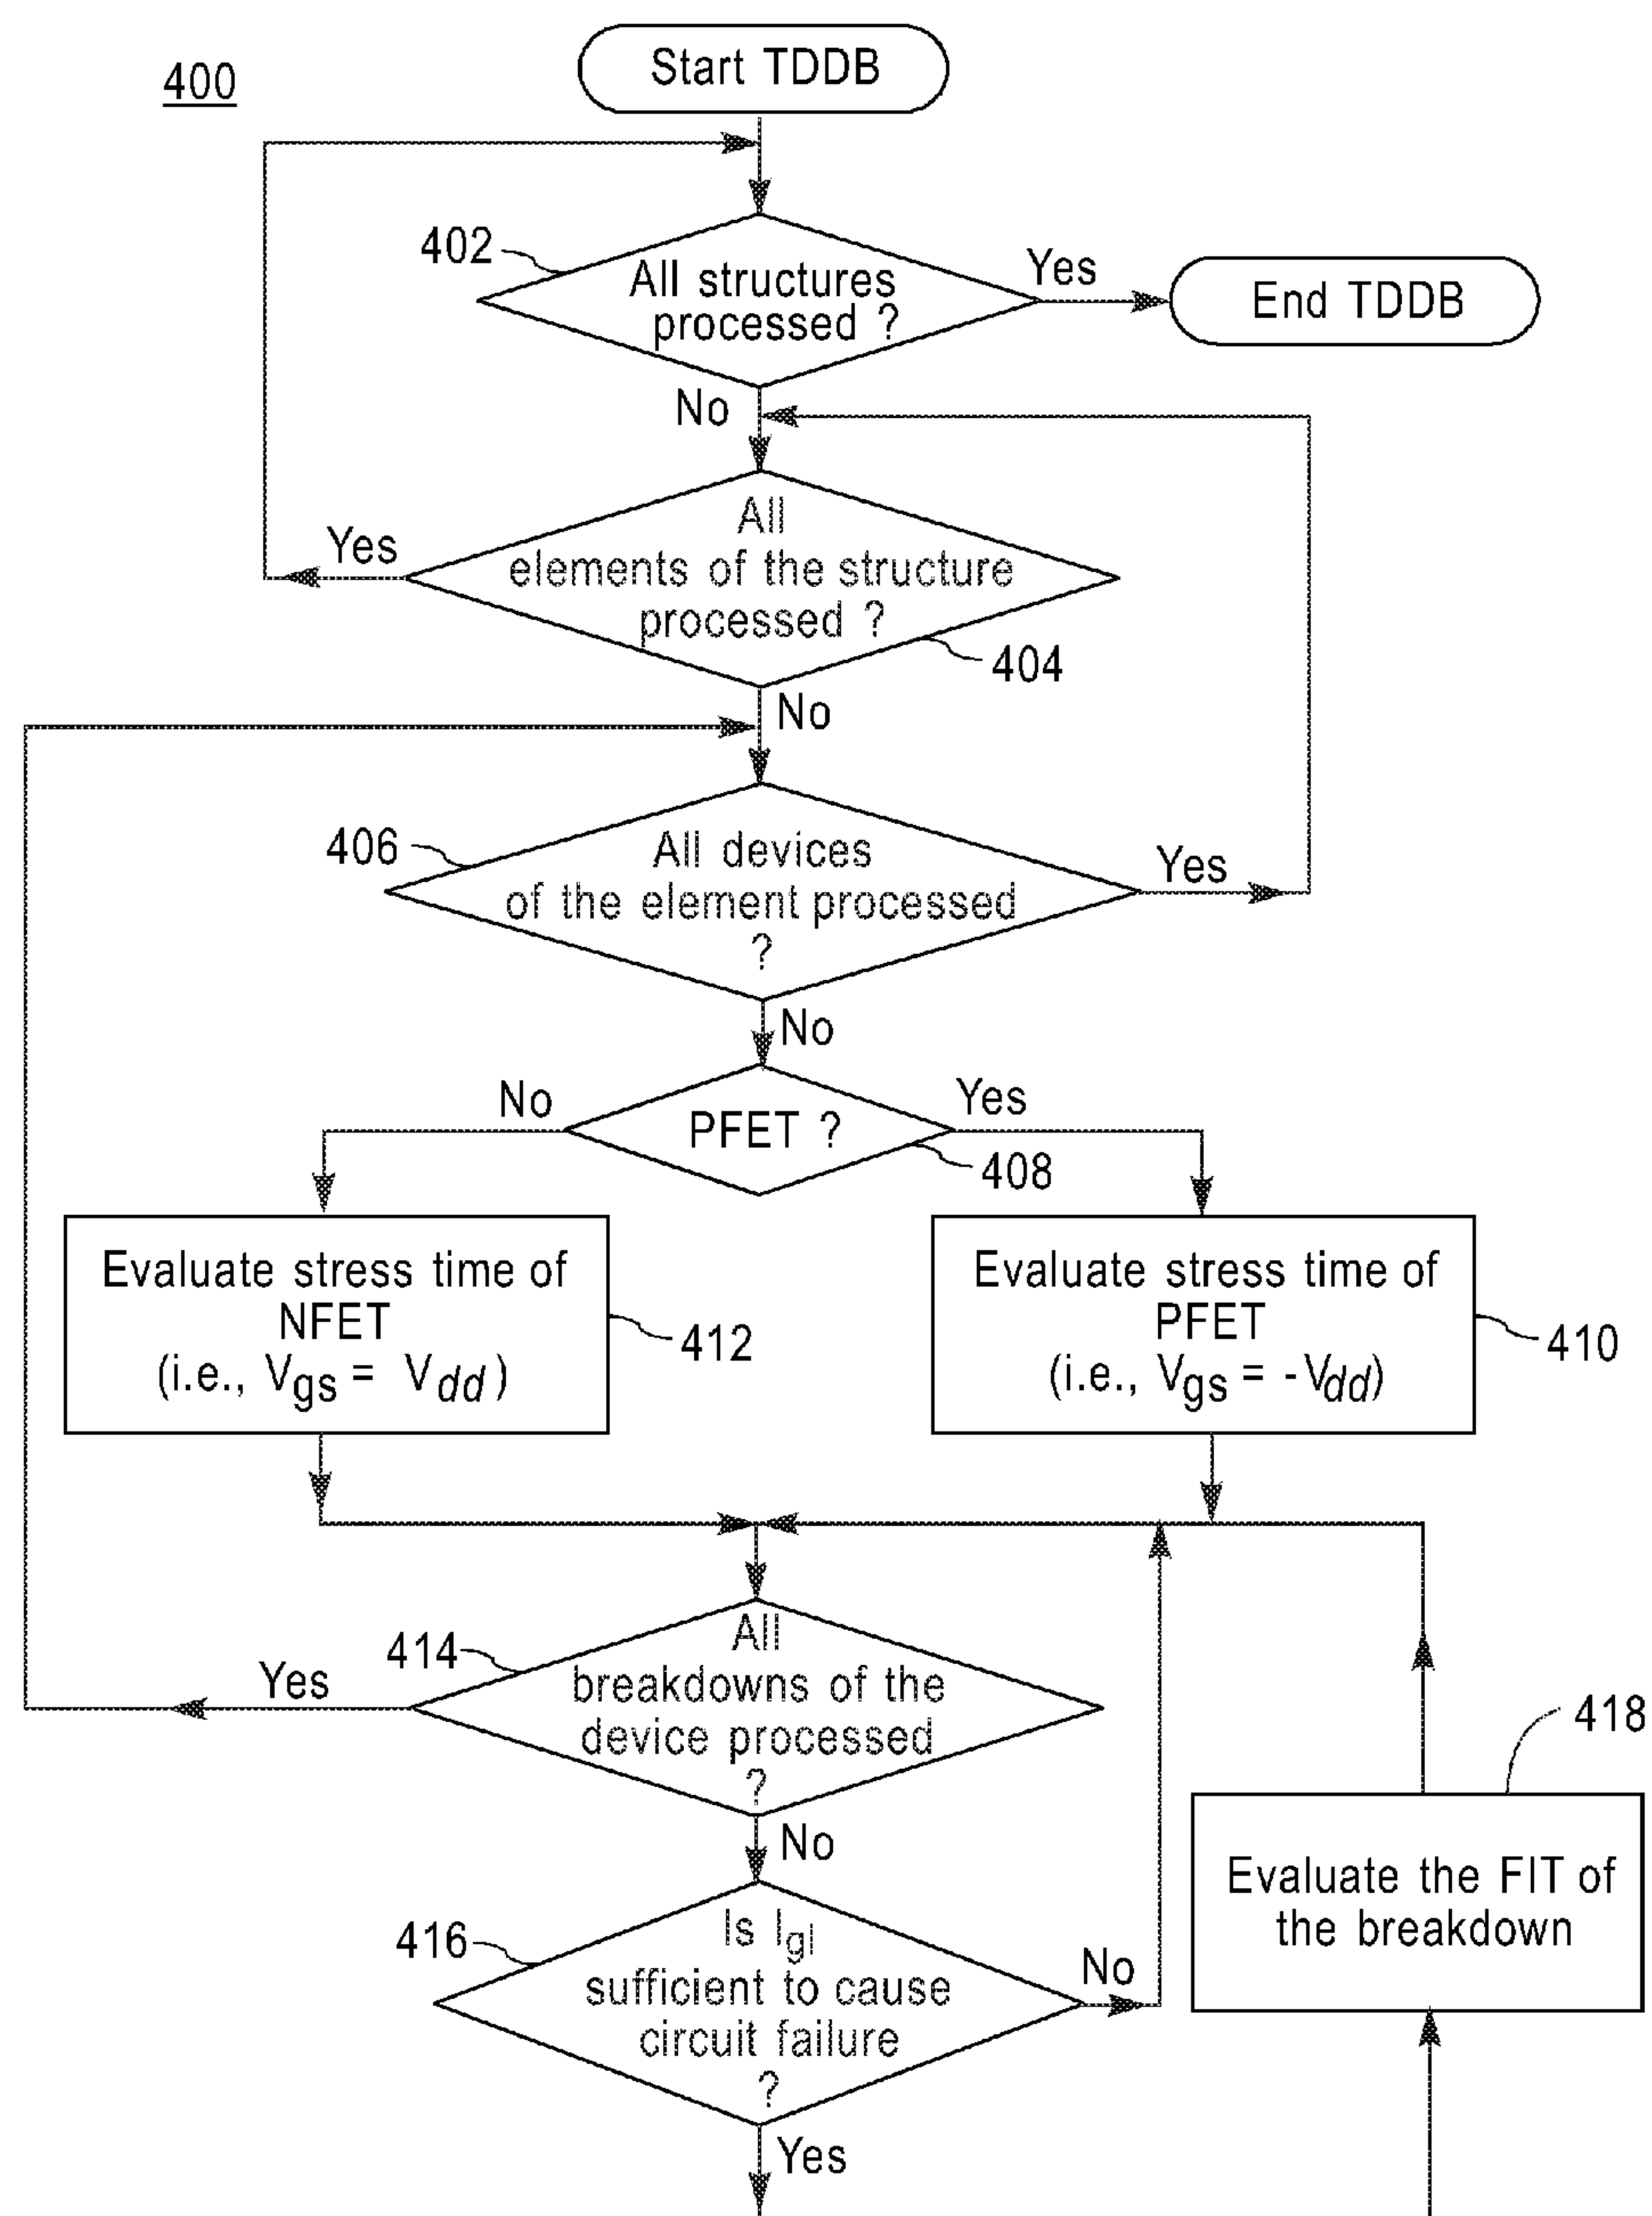 400
Start TDDB
402
All structures
processed ?
Yes
End TDDB
No
All
elements of the structure
processed ?
Yes
404
No
406
All devices
of the element processed
?
Yes
No
PFET ?
No
Yes
408
Evaluate stress time of
NFET
(i.e., Vgs = Vdd)
412
Evaluate stress time of
PFET
(i.e., Vgs = -Vdd)
410
414
All
breakdowns of the
device processed
?
Yes
No
418
Evaluate the FIT of
the breakdown
416
Is Igl
sufficient to cause
circuit failure
?
No
Yes